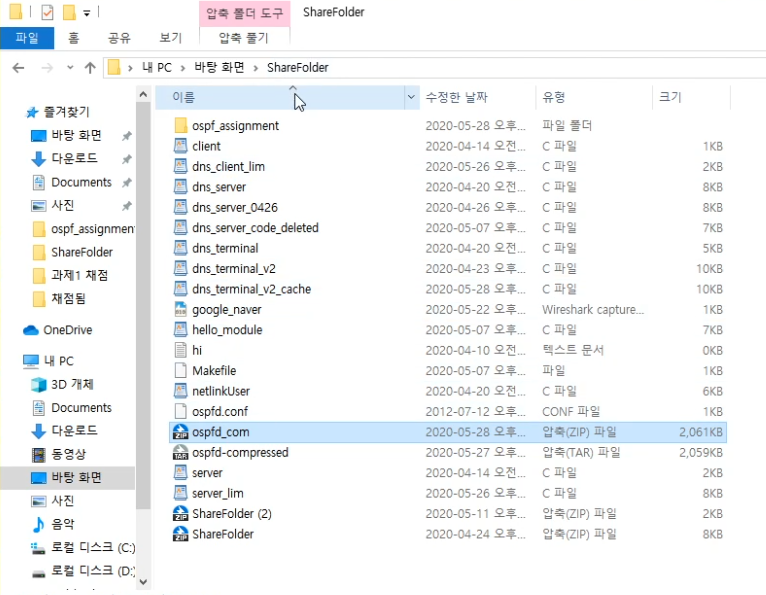 압축 폴더 도구 ShareFolder
파일 홈 공유 보기 압축 풀기
내 PC 바탕 화면 ShareFolder
이름 수정한 날짜 유형 크기
즐겨찾기
바탕 화면
다운로드
Documents
사진
ospf_assignment
ShareFolder
과제1 채점
채점됨
OneDrive
내 PC
3D 개체
Documents
다운로드
동영상
바탕 화면
사진
음악
로컬 디스크 (C:)
로컬 디스크 (D:)
ospf_assignment 2020-05-28 오후... 파일 폴더
client 2020-04-14 오전... C 파일 1KB
dns_client_lim 2020-05-26 오후... C 파일 2KB
dns_server 2020-04-20 오전... C 파일 8KB
dns_server_0426 2020-04-26 오후... C 파일 8KB
dns_server_code_deleted 2020-05-07 오후... C 파일 7KB
dns_terminal 2020-04-20 오전... C 파일 5KB
dns_terminal_v2 2020-04-23 오후... C 파일 10KB
dns_terminal_v2_cache 2020-05-28 오후... C 파일 10KB
google_naver 2020-05-22 오후... Wireshark capture... 1KB
hello_module 2020-05-07 오후... C 파일 7KB
hi 2020-04-10 오전... 텍스트 문서 0KB
Makefile 2020-05-07 오후... 파일 1KB
netlinkUser 2020-04-20 오전... C 파일 6KB
ospfd.conf 2012-07-12 오후... CONF 파일 1KB
ospfd_com 2020-05-28 오후... 압축(ZIP) 파일 2,061KB
ospfd-compressed 2020-05-27 오후... 압축(TAR) 파일 2,059KB
server 2020-04-14 오전... C 파일 2KB
server_lim 2020-05-26 오후... C 파일 8KB
ShareFolder (2) 2020-05-11 오후... 압축(ZIP) 파일 2KB
ShareFolder 2020-04-24 오후... 압축(ZIP) 파일 8KB